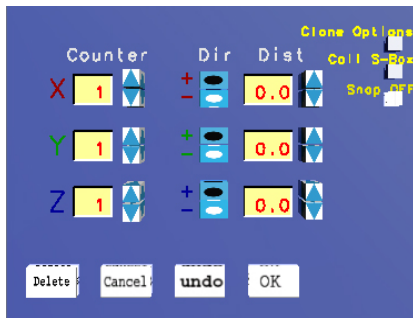 Clone Options
Counter Dir Dist Coll S-Box
X 1 + - 0.0 Snap OFF
Y 1 + - 0.0
Z 1 + - 0.0
Delete Cancel undo OK